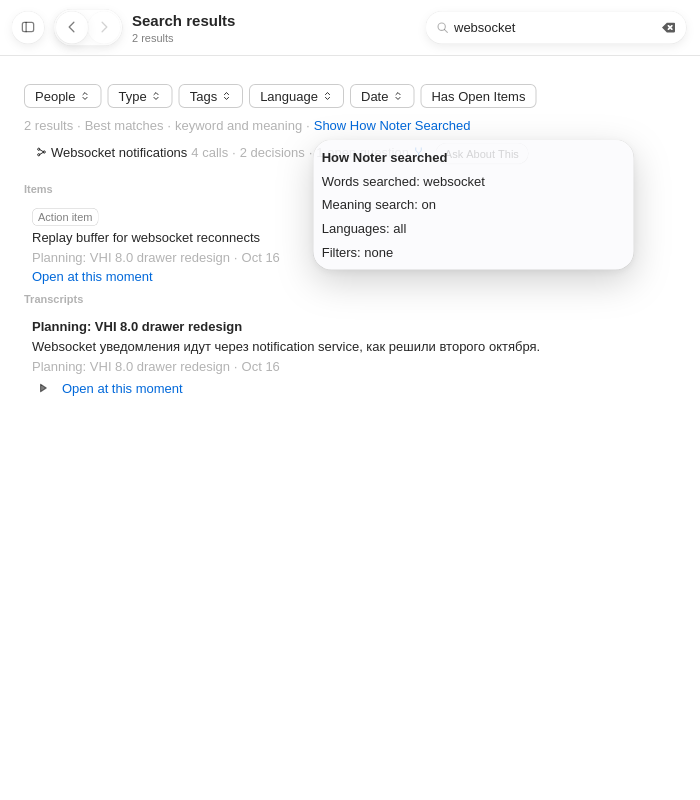 Search results
2 results
websocket
People
Type
Tags
Language
Date
Has Open Items
2 results · Best matches · keyword and meaning · Show How Noter Searched
Websocket notifications 4 calls · 2 decisions ·
Ask About This
How Noter searched
Words searched: websocket
Meaning search: on
Languages: all
Filters: none
Items
Action item
Replay buffer for websocket reconnects
Planning: VHI 8.0 drawer redesign · Oct 16
Open at this moment
Transcripts
Planning: VHI 8.0 drawer redesign
Websocket уведомления идут через notification service, как решили второго октября.
Planning: VHI 8.0 drawer redesign · Oct 16
Open at this moment